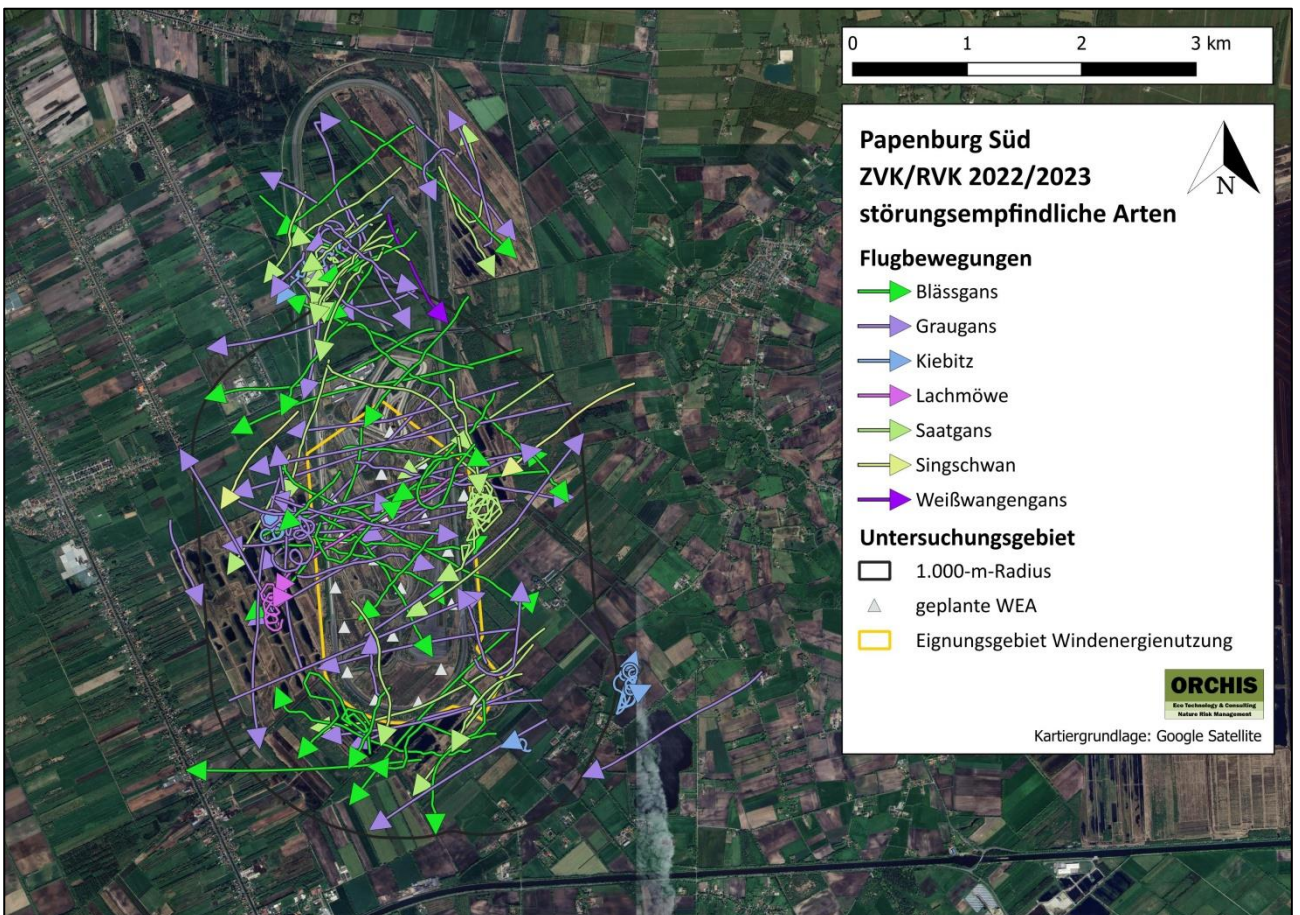 0 1 2 3 km
Papenburg Süd
ZVK/RVK 2022/2023
störungsempfindliche Arten
N
Flugbewegungen
Blässgans
Graugans
Kiebitz
Lachmöwe
Saatgans
Singschwan
Weißwangengans
Untersuchungsgebiet
1.000-m-Radius
geplante WEA
Eignungsgebiet Windenergienutzung
ORCHIS
Eco Technology & Consulting
Nature Risk Management
Kartiergrundlage: Google Satellite